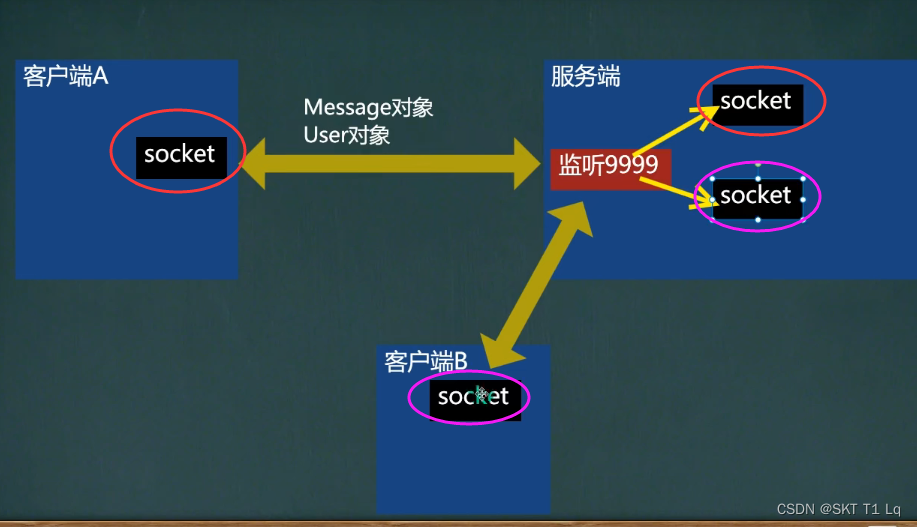 客户端A
socket
Message对象
User对象
服务端
socket
监听9999
socket
客户端B
socket
CSDN @SKT T1 Lq